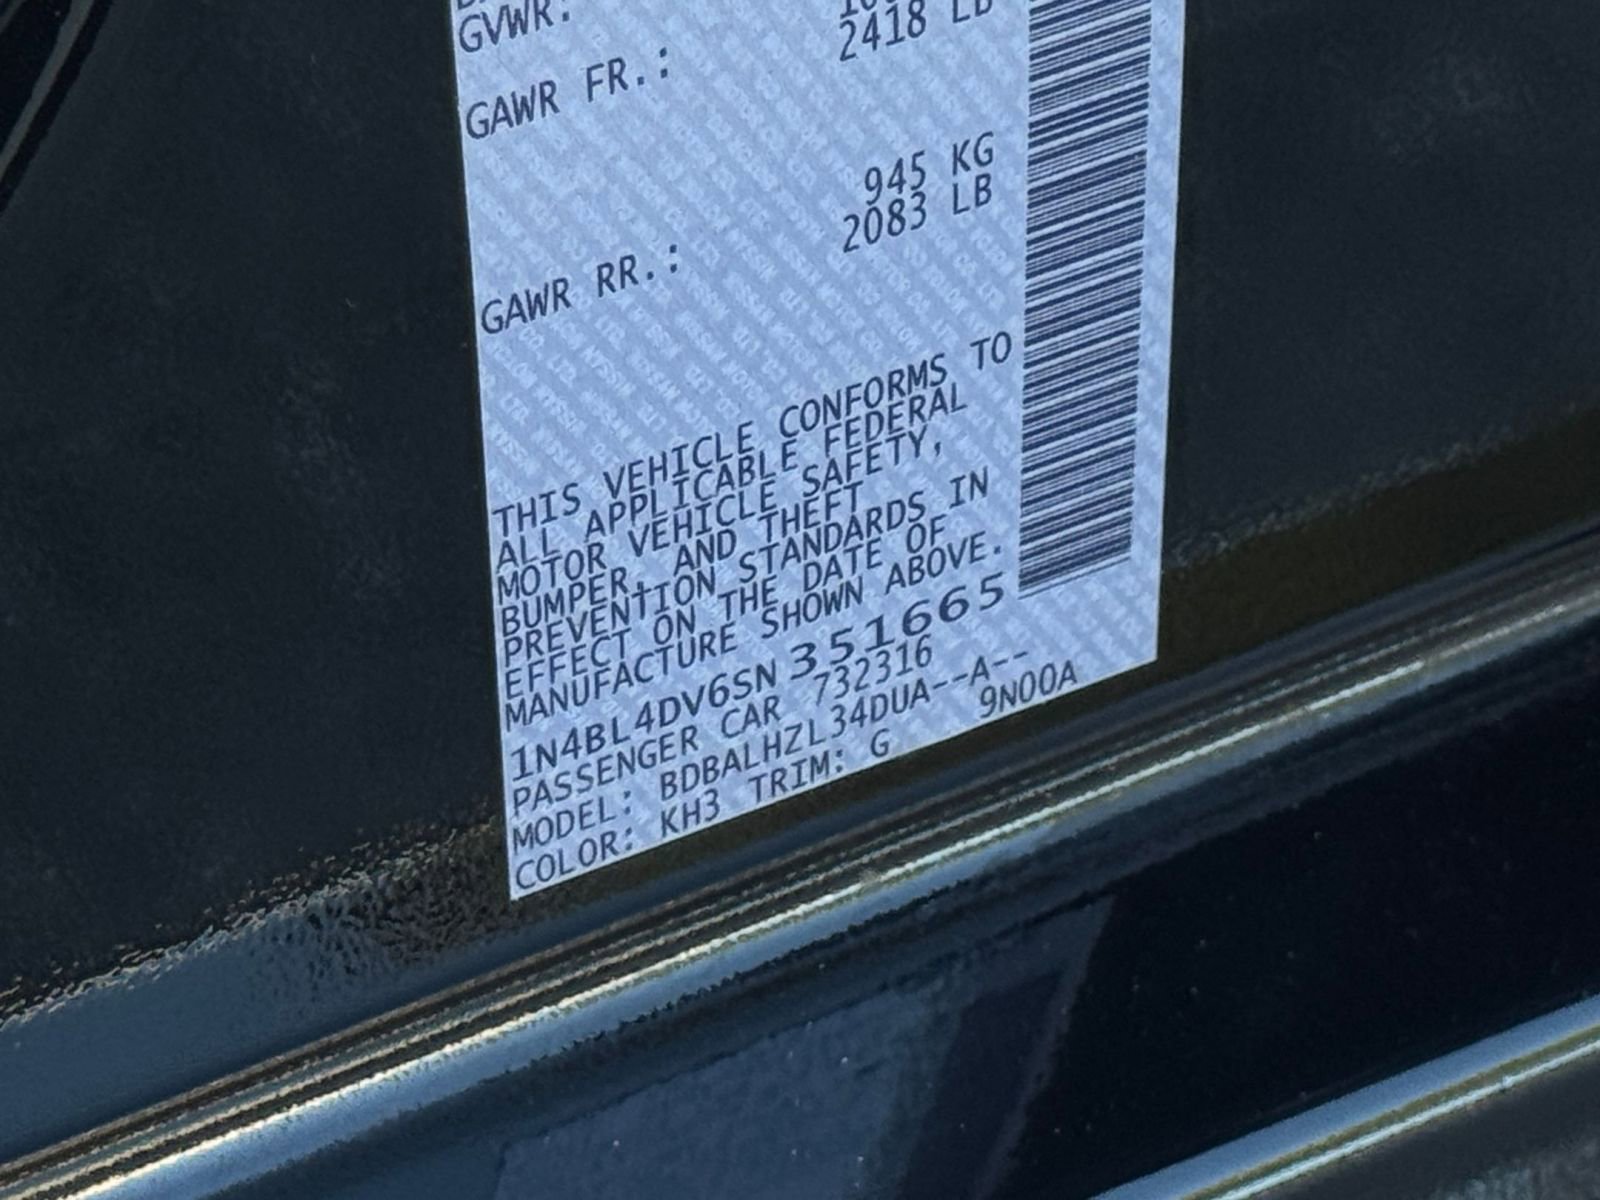 GVWR:
2418 LB
GAWR FR.:
945 KG
2083 LB
GAWR RR.:
THIS VEHICLE CONFORMS TO
ALL APPLICABLE FEDERAL
MOTOR VEHICLE SAFETY,
BUMPER, AND THEFT
PREVENTION STANDARDS IN
EFFECT ON THE DATE OF
MANUFACTURE SHOWN ABOVE.
1N4BL4DV6SN351665
PASSENGER CAR 732316
MODEL: BDBALHZL34DUA--A--
COLOR: KH3 TRIM: G 9N00A